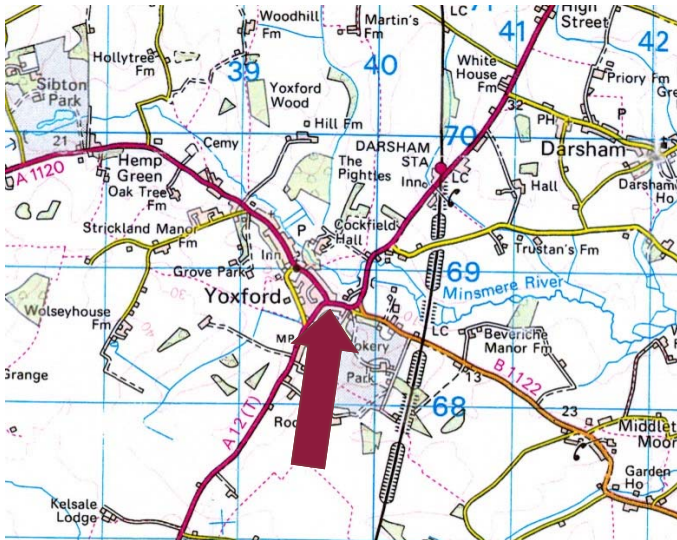 Woodhill
Fm
Martin's
Fm
LC
41
High
Street
42
Hollytree
Fm
39
40
White
House
Fm
Priory Fm
Sibton
Park
Yoxford
Wood
32
PH
P
Hill Fm
21
70
DARSHAM
STA
Darsham
A 1120
Hemp
Green
Cemy
The
Pightles
LC
Inn
Oak Tree
Fm
Hall
Darsham
Ho
Strickland Manor
Fm
P
Cockfield
Hall
Trustan's Fm
Inn
Grove Park
69
Yoxford
Minsmere River
Wolseyhouse
Fm
30
40
9
LC
MP
Beveriche
Manor Fm
Park
13
B 1122
68
23
A 12 (T)
Garden
Ho
Kelsale
Lodge